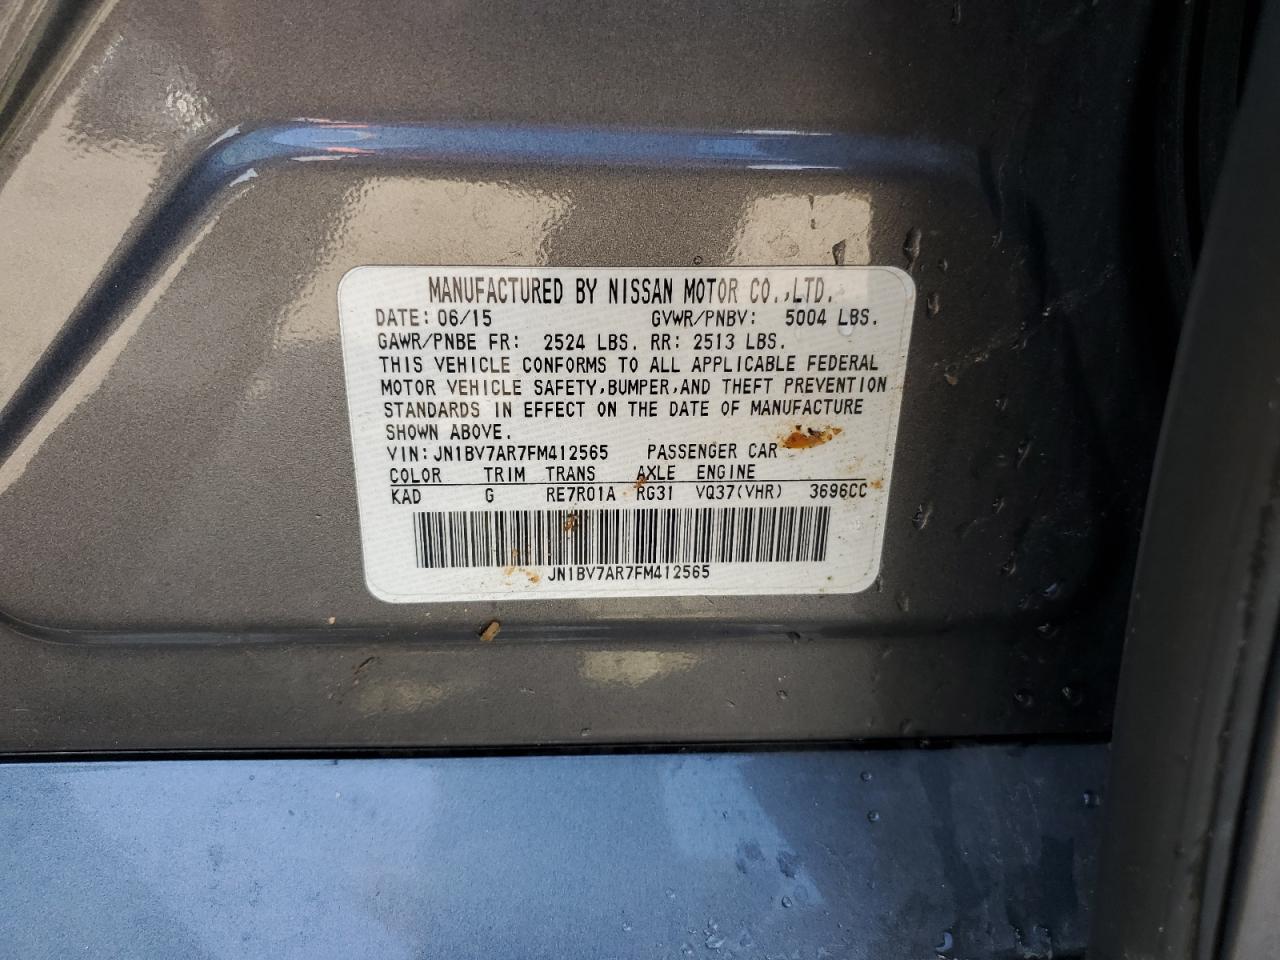 MANUFACTURED BY NISSAN MOTOR CO.,LTD.
DATE: 06/15 GVWR/PNBV: 5004 LBS.
GAWR/PNBE FR: 2524 LBS. RR: 2513 LBS.
THIS VEHICLE CONFORMS TO ALL APPLICABLE FEDERAL
MOTOR VEHICLE SAFETY,BUMPER,AND THEFT PREVENTION
STANDARDS IN EFFECT ON THE DATE OF MANUFACTURE
SHOWN ABOVE.
VIN: JN1BV7AR7FM412565 PASSENGER CAR
COLOR TRIM TRANS AXLE ENGINE
KAD G RE7R01A RG31 VQ37(VHR) 3696CC
JN1BV7AR7FM412565